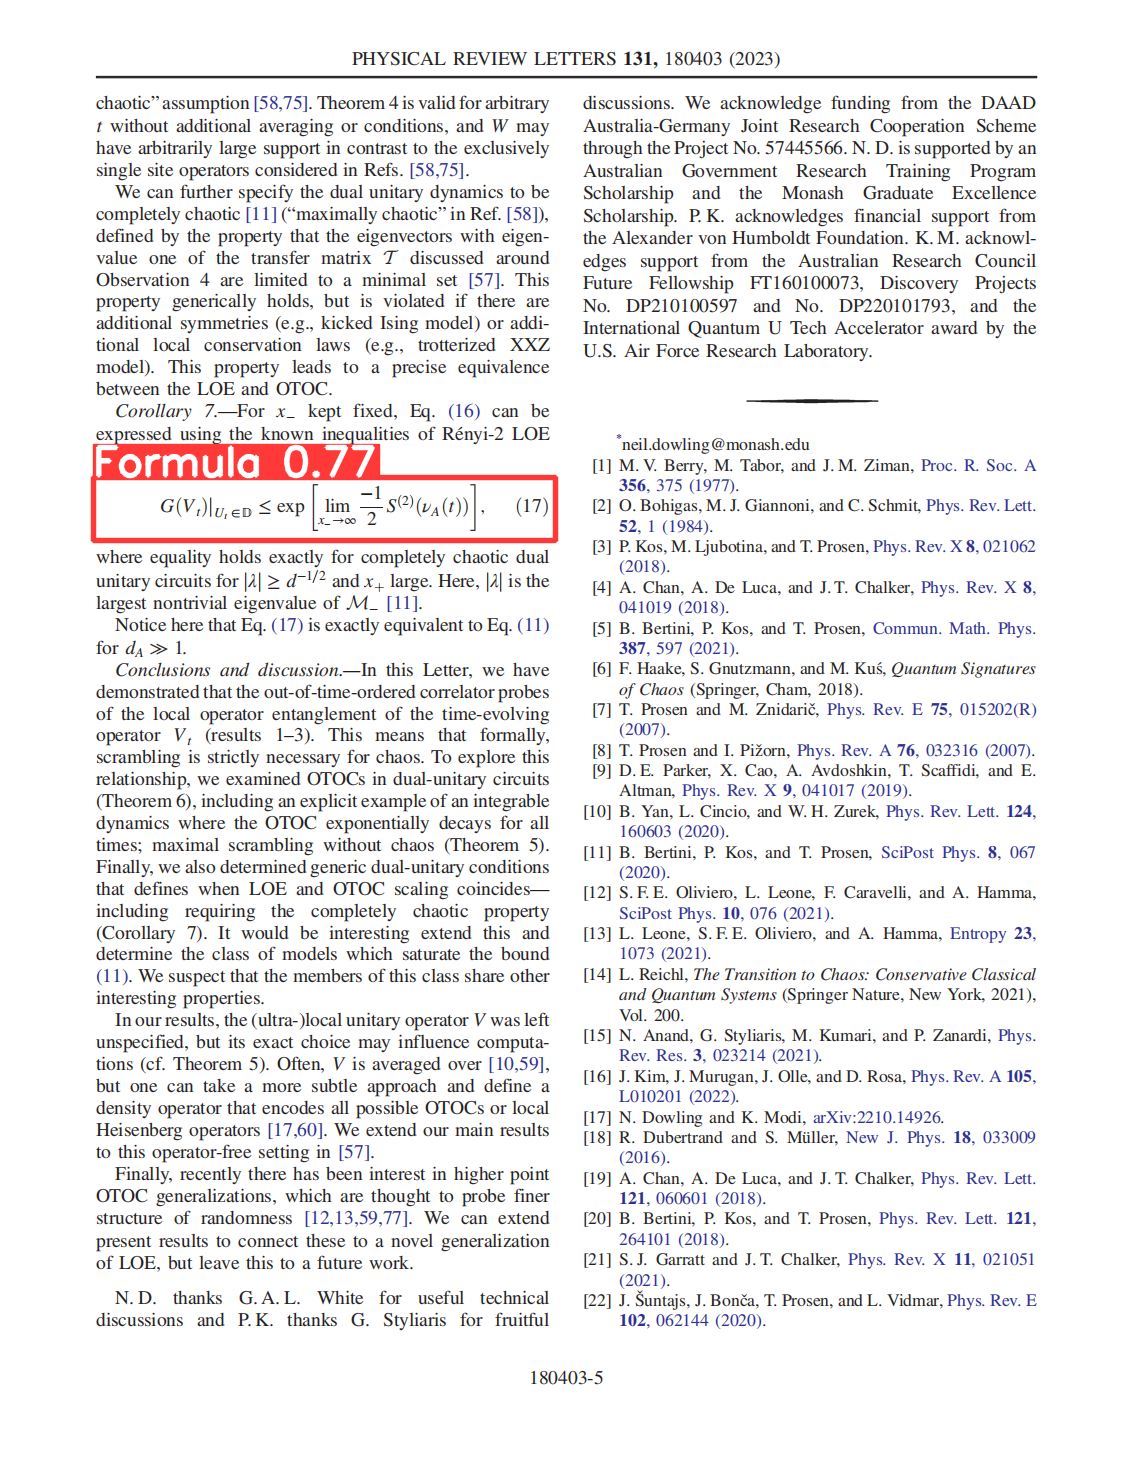 PHYSICAL REVIEW LETTERS 131, 180403 (2023)
chaotic” assumption [58,75]. Theorem 4 is valid for arbitrary
t without additional averaging or conditions, and W may
have arbitrarily large support in contrast to the exclusively
single site operators considered in Refs. [58,75].
We can further specify the dual unitary dynamics to be
completely chaotic [11] (“maximally chaotic” in Ref. [58]),
defined by the property that the eigenvectors with eigen-
value one of the transfer matrix 𝒯 discussed around
Observation 4 are limited to a minimal set [57]. This
property generically holds, but is violated if there are
additional symmetries (e.g., kicked Ising model) or addi-
tional local conservation laws (e.g., trotterized XXZ
model). This property leads to a precise equivalence
between the LOE and OTOC.
Corollary 7.—For x₋ kept fixed, Eq. (16) can be
expressed using the known inequalities of Rényi-2 LOE
Formula 0.77
G(V_t)|_{U_t∈𝔻} ≤ exp [ lim_{x₋→∞} −1/2 S^{(2)}(ν_A(t)) ], (17)
where equality holds exactly for completely chaotic dual
unitary circuits for |λ| ≥ d^{−1/2} and x₊ large. Here, |λ| is the
largest nontrivial eigenvalue of ℳ₋ [11].
Notice here that Eq. (17) is exactly equivalent to Eq. (11)
for d_A ≫ 1.
Conclusions and discussion.—In this Letter, we have
demonstrated that the out-of-time-ordered correlator probes
of the local operator entanglement of the time-evolving
operator V_t (results 1–3). This means that formally,
scrambling is strictly necessary for chaos. To explore this
relationship, we examined OTOCs in dual-unitary circuits
(Theorem 6), including an explicit example of an integrable
dynamics where the OTOC exponentially decays for all
times; maximal scrambling without chaos (Theorem 5).
Finally, we also determined generic dual-unitary conditions
that defines when LOE and OTOC scaling coincides—
including requiring the completely chaotic property
(Corollary 7). It would be interesting extend this and
determine the class of models which saturate the bound
(11). We suspect that the members of this class share other
interesting properties.
In our results, the (ultra-)local unitary operator V was left
unspecified, but its exact choice may influence computa-
tions (cf. Theorem 5). Often, V is averaged over [10,59],
but one can take a more subtle approach and define a
density operator that encodes all possible OTOCs or local
Heisenberg operators [17,60]. We extend our main results
to this operator-free setting in [57].
Finally, recently there has been interest in higher point
OTOC generalizations, which are thought to probe finer
structure of randomness [12,13,59,77]. We can extend
present results to connect these to a novel generalization
of LOE, but leave this to a future work.
N. D. thanks G. A. L. White for useful technical
discussions and P. K. thanks G. Styliaris for fruitful
discussions. We acknowledge funding from the DAAD
Australia-Germany Joint Research Cooperation Scheme
through the Project No. 57445566. N. D. is supported by an
Australian Government Research Training Program
Scholarship and the Monash Graduate Excellence
Scholarship. P. K. acknowledges financial support from
the Alexander von Humboldt Foundation. K. M. acknowl-
edges support from the Australian Research Council
Future Fellowship FT160100073, Discovery Projects
No. DP210100597 and No. DP220101793, and the
International Quantum U Tech Accelerator award by the
U.S. Air Force Research Laboratory.
*neil.dowling@monash.edu
[1] M. V. Berry, M. Tabor, and J. M. Ziman, Proc. R. Soc. A
356, 375 (1977).
[2] O. Bohigas, M. J. Giannoni, and C. Schmit, Phys. Rev. Lett.
52, 1 (1984).
[3] P. Kos, M. Ljubotina, and T. Prosen, Phys. Rev. X 8, 021062
(2018).
[4] A. Chan, A. De Luca, and J. T. Chalker, Phys. Rev. X 8,
041019 (2018).
[5] B. Bertini, P. Kos, and T. Prosen, Commun. Math. Phys.
387, 597 (2021).
[6] F. Haake, S. Gnutzmann, and M. Kuś, Quantum Signatures
of Chaos (Springer, Cham, 2018).
[7] T. Prosen and M. Znidarič, Phys. Rev. E 75, 015202(R)
(2007).
[8] T. Prosen and I. Pižorn, Phys. Rev. A 76, 032316 (2007).
[9] D. E. Parker, X. Cao, A. Avdoshkin, T. Scaffidi, and E.
Altman, Phys. Rev. X 9, 041017 (2019).
[10] B. Yan, L. Cincio, and W. H. Zurek, Phys. Rev. Lett. 124,
160603 (2020).
[11] B. Bertini, P. Kos, and T. Prosen, SciPost Phys. 8, 067
(2020).
[12] S. F. E. Oliviero, L. Leone, F. Caravelli, and A. Hamma,
SciPost Phys. 10, 076 (2021).
[13] L. Leone, S. F. E. Oliviero, and A. Hamma, Entropy 23,
1073 (2021).
[14] L. Reichl, The Transition to Chaos: Conservative Classical
and Quantum Systems (Springer Nature, New York, 2021),
Vol. 200.
[15] N. Anand, G. Styliaris, M. Kumari, and P. Zanardi, Phys.
Rev. Res. 3, 023214 (2021).
[16] J. Kim, J. Murugan, J. Olle, and D. Rosa, Phys. Rev. A 105,
L010201 (2022).
[17] N. Dowling and K. Modi, arXiv:2210.14926.
[18] R. Dubertrand and S. Müller, New J. Phys. 18, 033009
(2016).
[19] A. Chan, A. De Luca, and J. T. Chalker, Phys. Rev. Lett.
121, 060601 (2018).
[20] B. Bertini, P. Kos, and T. Prosen, Phys. Rev. Lett. 121,
264101 (2018).
[21] S. J. Garratt and J. T. Chalker, Phys. Rev. X 11, 021051
(2021).
[22] J. Šuntajs, J. Bonča, T. Prosen, and L. Vidmar, Phys. Rev. E
102, 062144 (2020).
180403-5